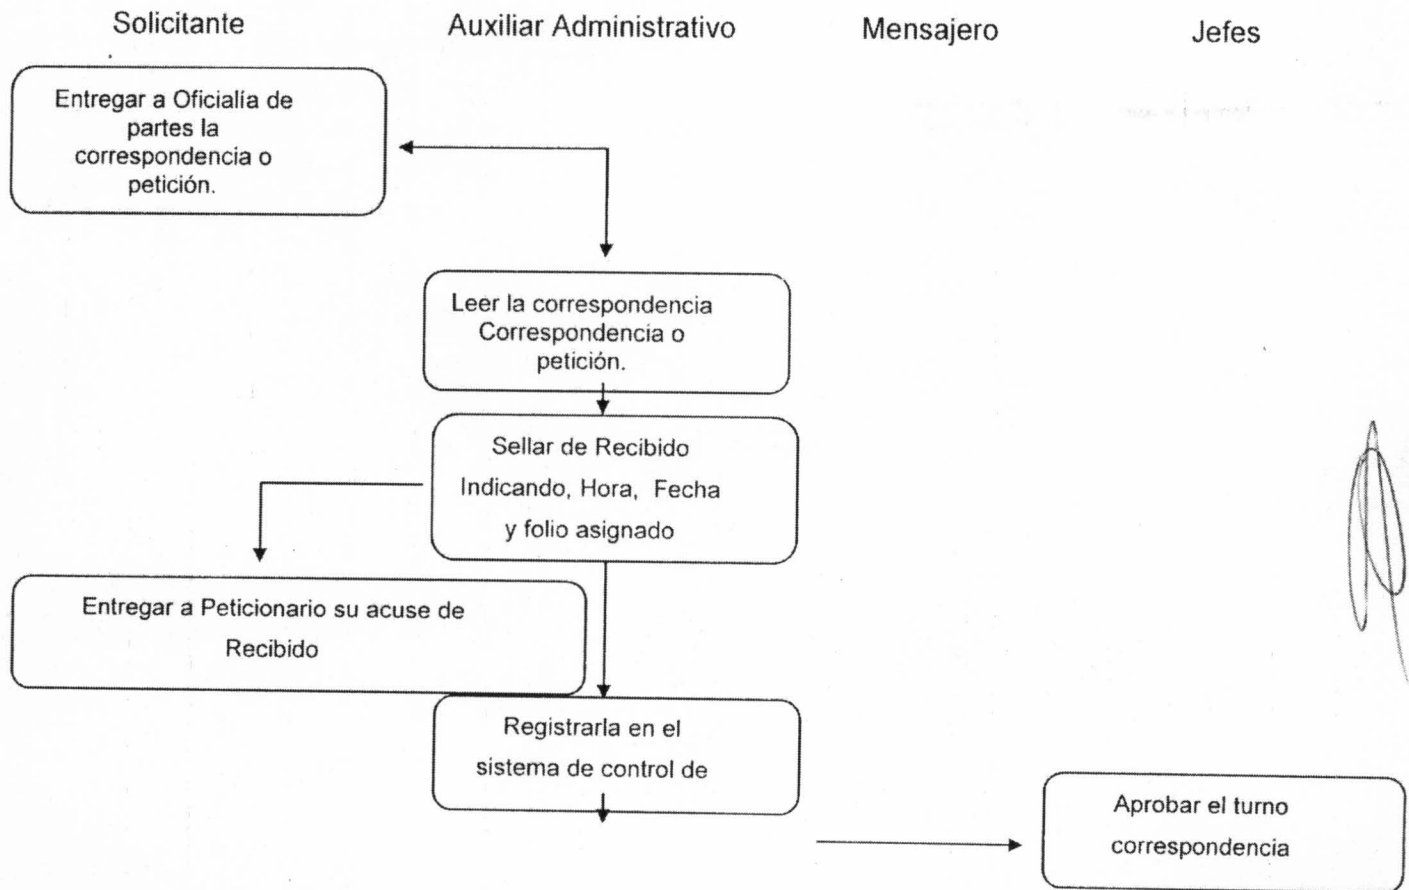 Solicitante
Auxiliar Administrativo
Mensajero
Jefes
Entregar a Oficialía de
partes la
correspondencia o
petición.
Leer la correspondencia
Correspondencia o
petición.
Sellar de Recibido
Indicando, Hora, Fecha
y folio asignado
Entregar a Peticionario su acuse de
Recibido
Registrarla en el
sistema de control de
Aprobar el turno
correspondencia